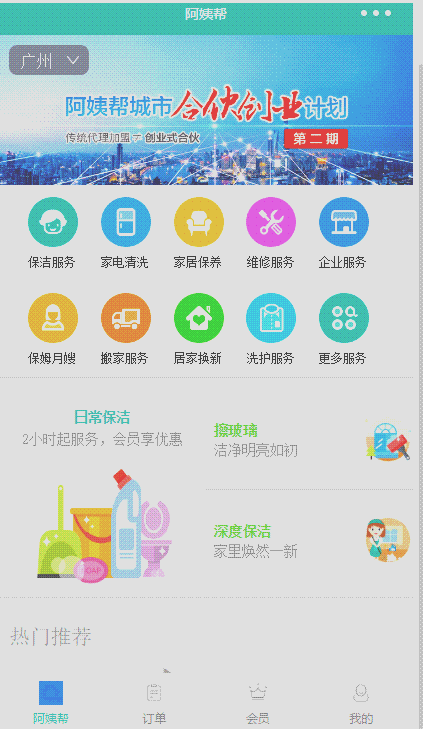 阿姨帮
广州
阿姨帮城市合伙创业计划
传统代理加盟 创业式合伙 第二期
保洁服务 家电清洗 家居保养 维修服务 企业服务
保姆月嫂 搬家服务 居家换新 洗护服务 更多服务
日常保洁
2小时起服务，会员享优惠
擦玻璃
洁净明亮如初
深度保洁
家里焕然一新
热门推荐
阿姨帮 订单 会员 我的